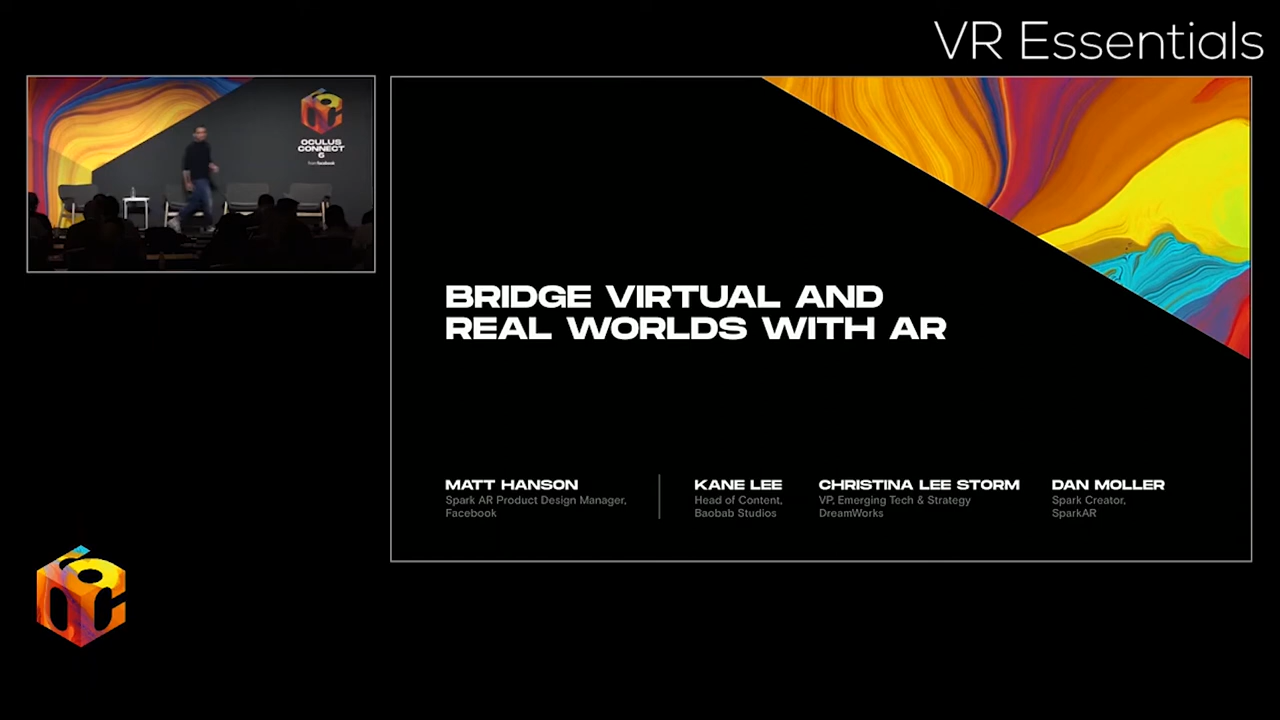 VR Essentials
OCULUS
CONNECT
6
from facebook
BRIDGE VIRTUAL AND
REAL WORLDS WITH AR
MATT HANSON
Spark AR Product Design Manager,
Facebook
KANE LEE
Head of Content,
Baobab Studios
CHRISTINA LEE STORM
VP, Emerging Tech & Strategy
DreamWorks
DAN MOLLER
Spark Creator,
SparkAR